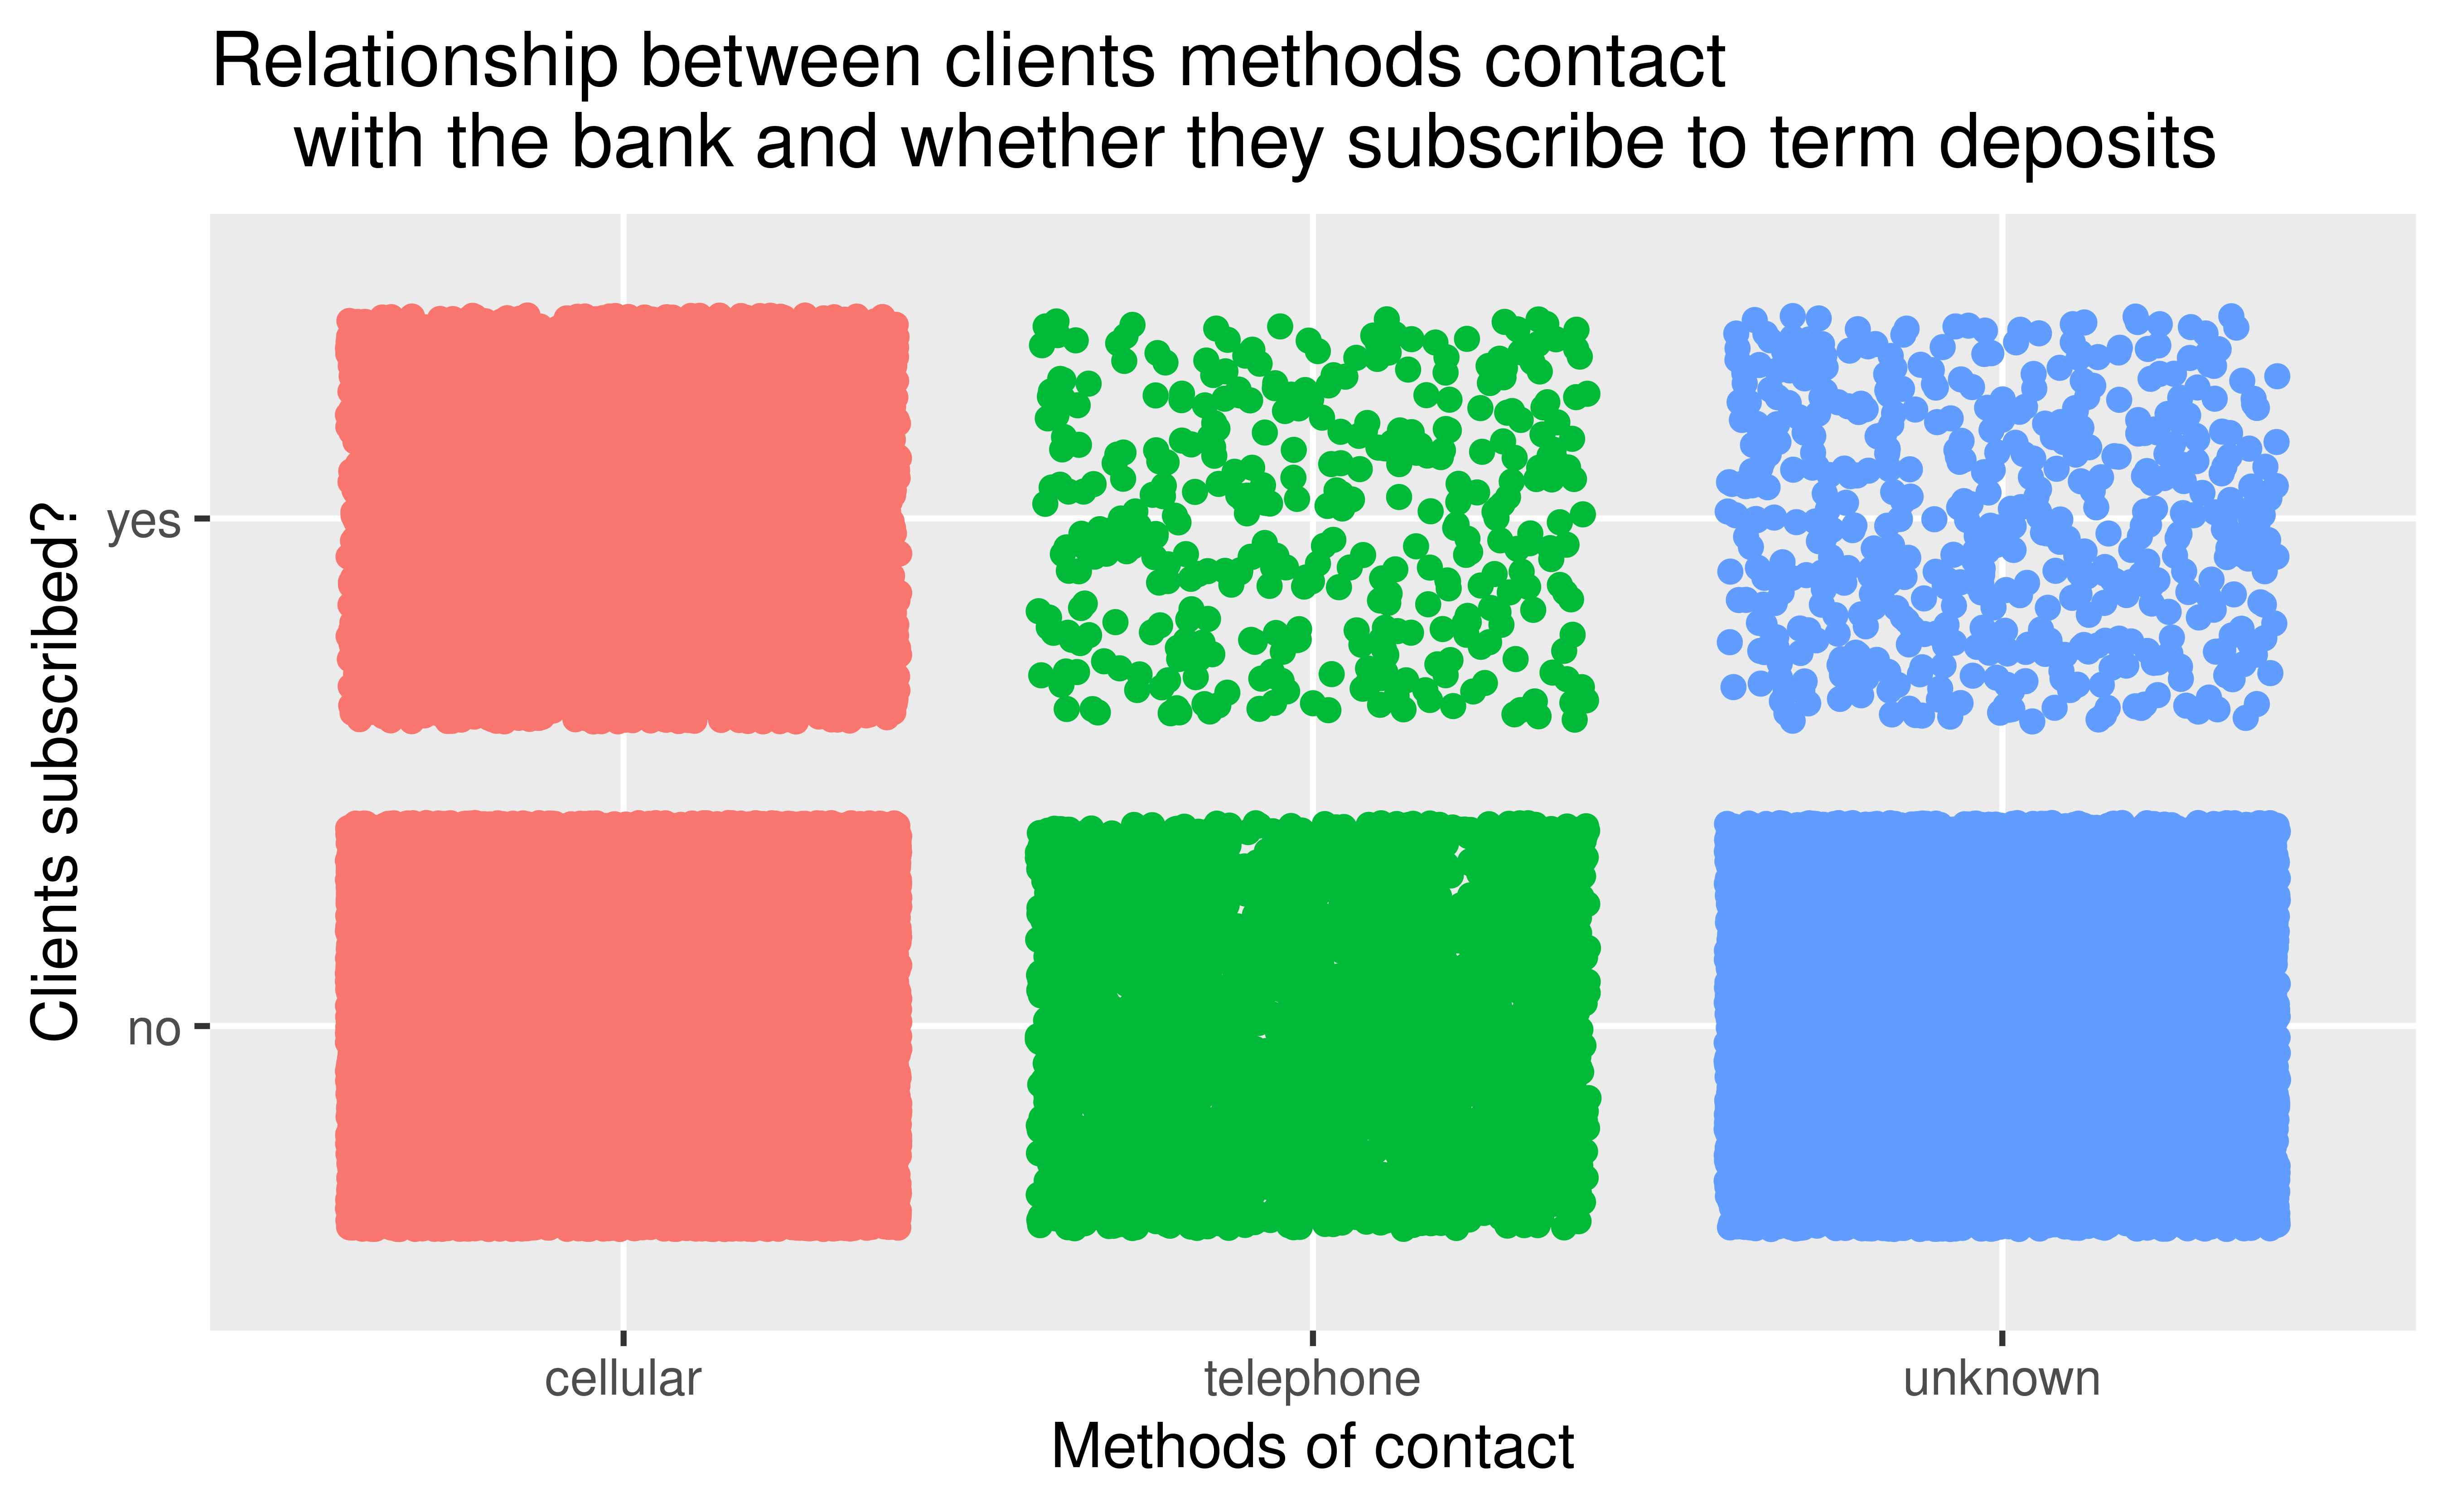 Relationship between clients methods contact
with the bank and whether they subscribe to term deposits
Clients subscribed?
yes
no
cellular
telephone
unknown
Methods of contact